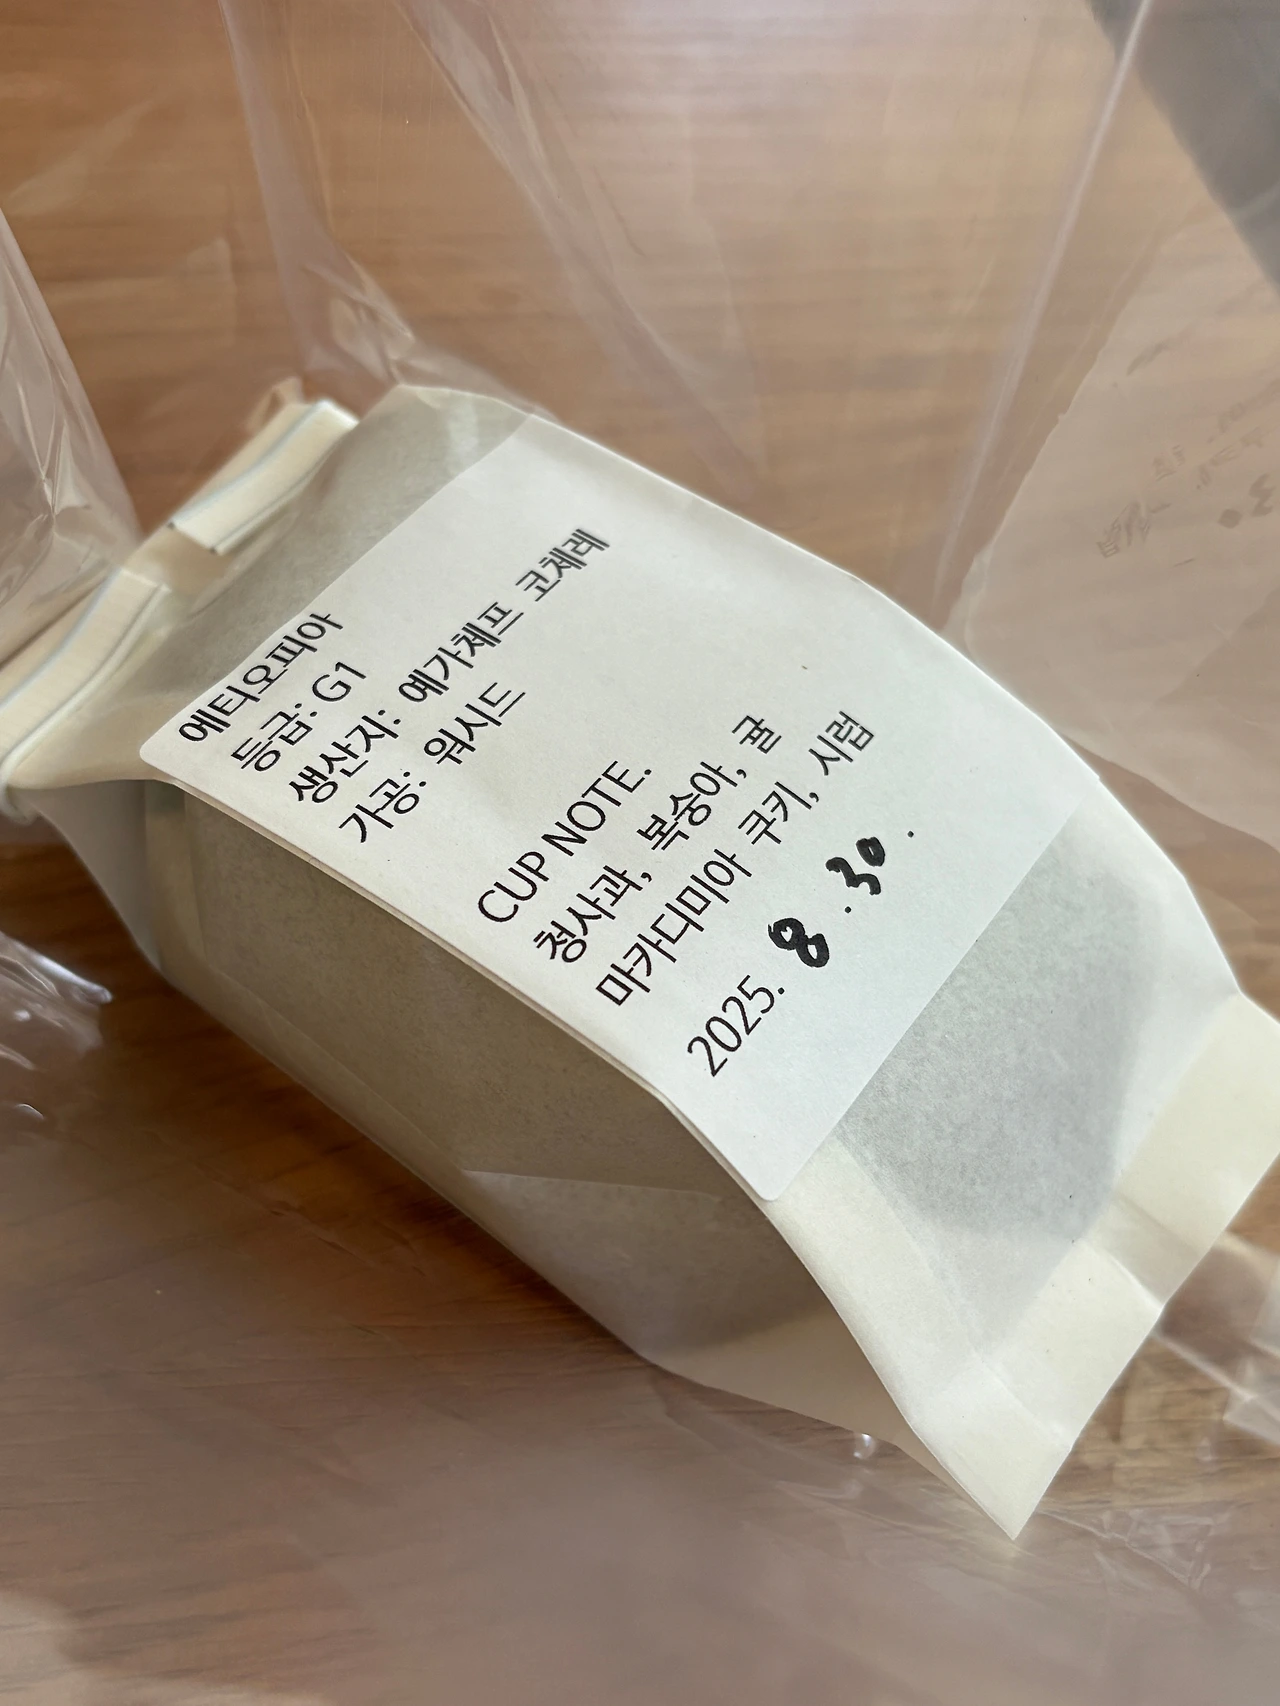 에티오피아
등급: G1
생산지: 예가체프 코체레
가공: 워시드
CUP NOTE.
청사과, 복숭아, 귤
마카디미아 쿠키, 시럽
2025. 8.30.